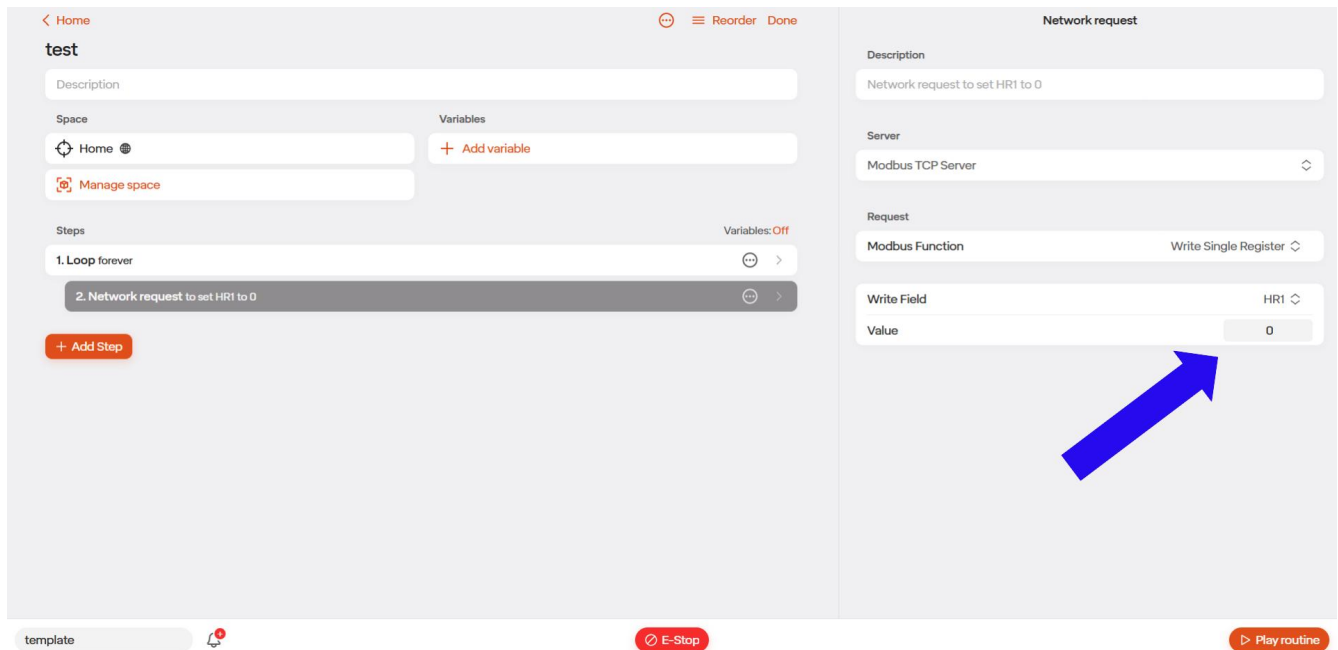 Home
Reorder Done
test
Description
Space
Home
Manage space
Variables
Add variable
Steps
Variables: Off
1. Loop forever
2. Network request to set HR1 to 0
+ Add Step
Network request
Description
Network request to set HR1 to 0
Server
Modbus TCP Server
Request
Modbus Function Write Single Register
Write Field HR1
Value 0
template
E-Stop
Play routine